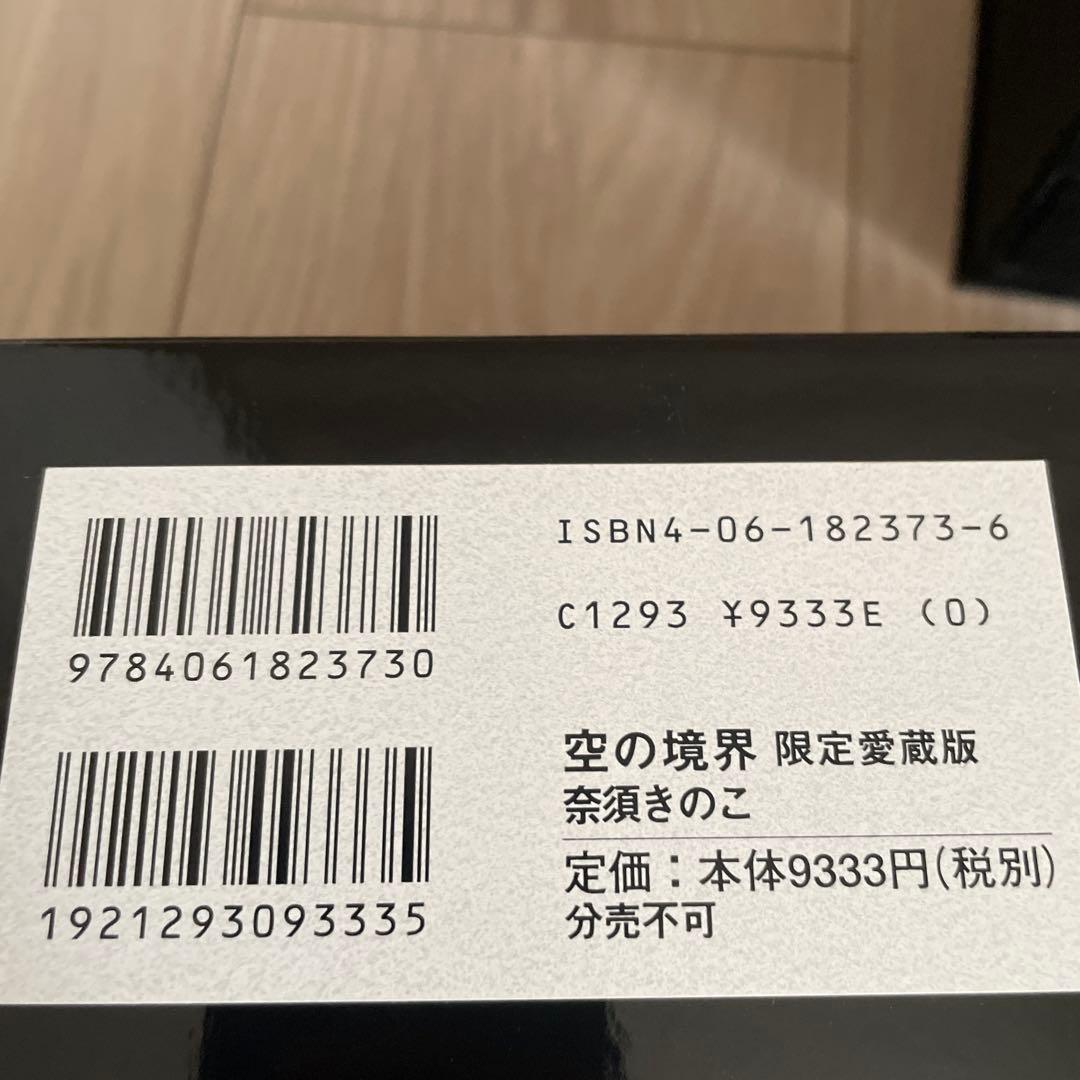 9784061823730
1921293093335
ISBN4-06-182373-6
C1293 ¥9333E (0)
空の境界 限定愛蔵版
奈須きのこ
定価：本体9333円(税別)
分売不可